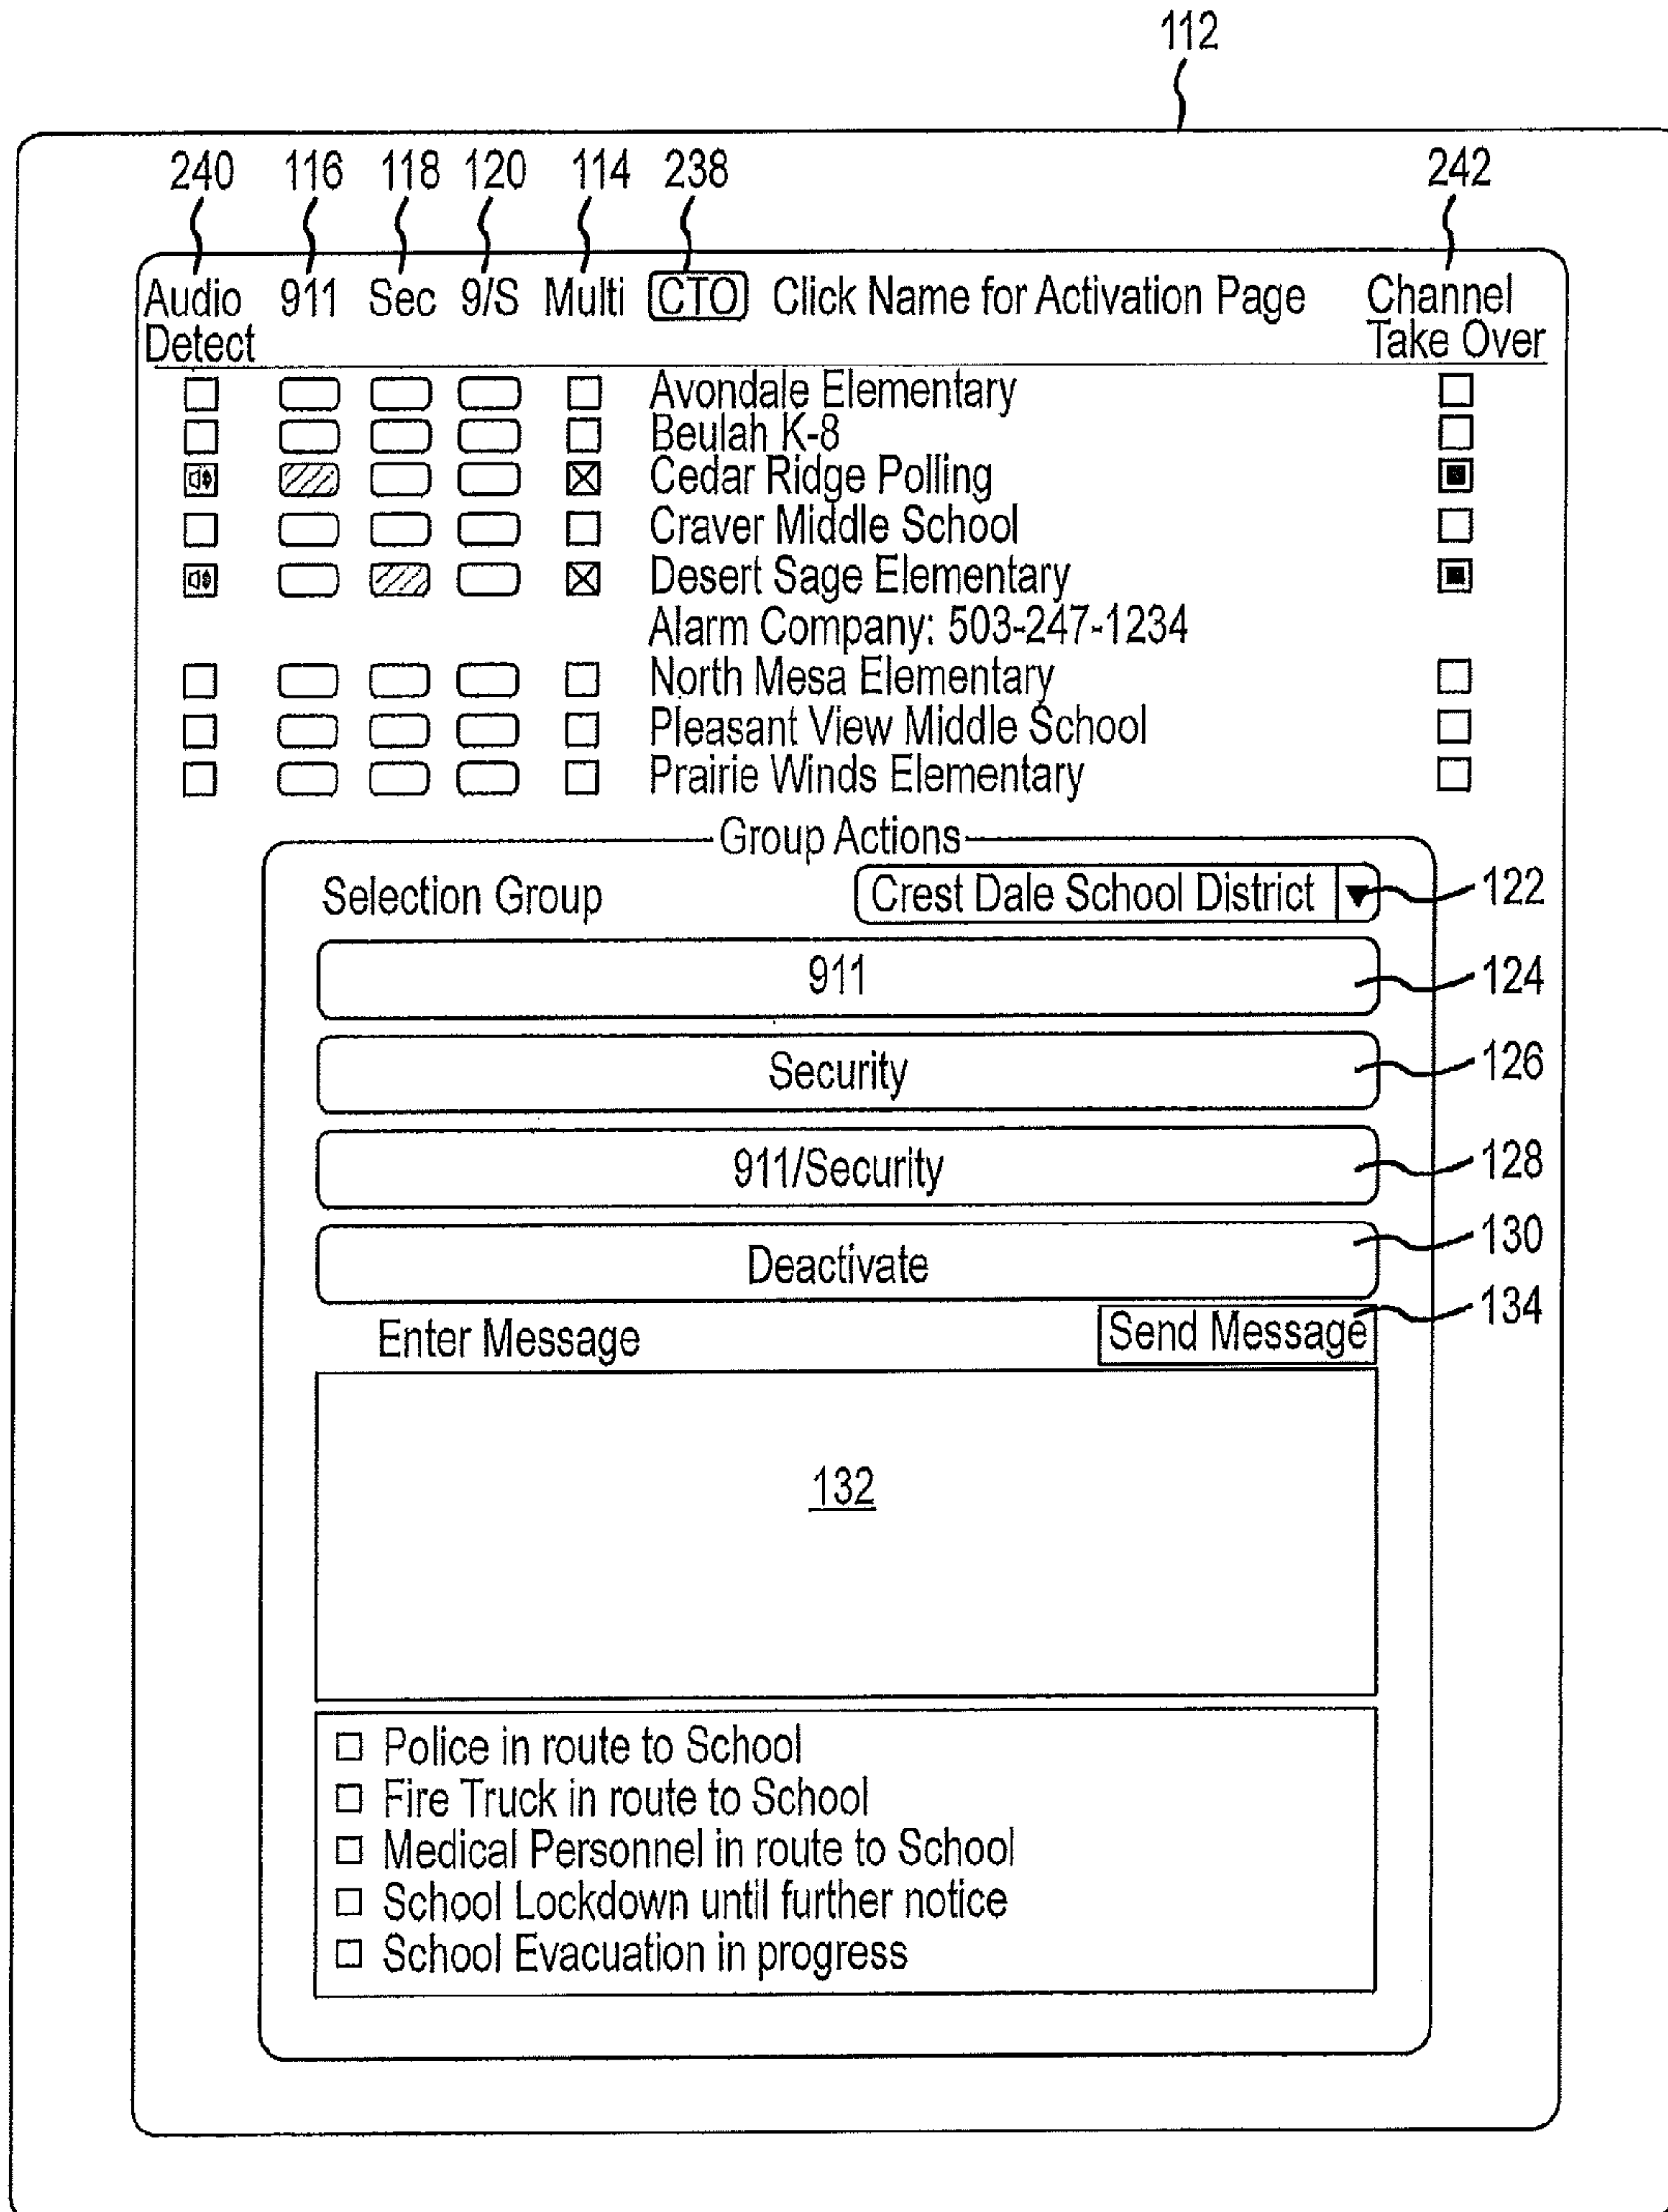 112
240 116 118 120 114 238 242
Audio Detect 911 Sec 9/S Multi CTO Click Name for Activation Page Channel Take Over
Avondale Elementary
Beulah K-8
Cedar Ridge Polling
Craver Middle School
Desert Sage Elementary
Alarm Company: 503-247-1234
North Mesa Elementary
Pleasant View Middle School
Prairie Winds Elementary
Group Actions
Selection Group Crest Dale School District 122
911 124
Security 126
911/Security 128
Deactivate 130
Enter Message Send Message 134
132
Police in route to School
Fire Truck in route to School
Medical Personnel in route to School
School Lockdown until further notice
School Evacuation in progress